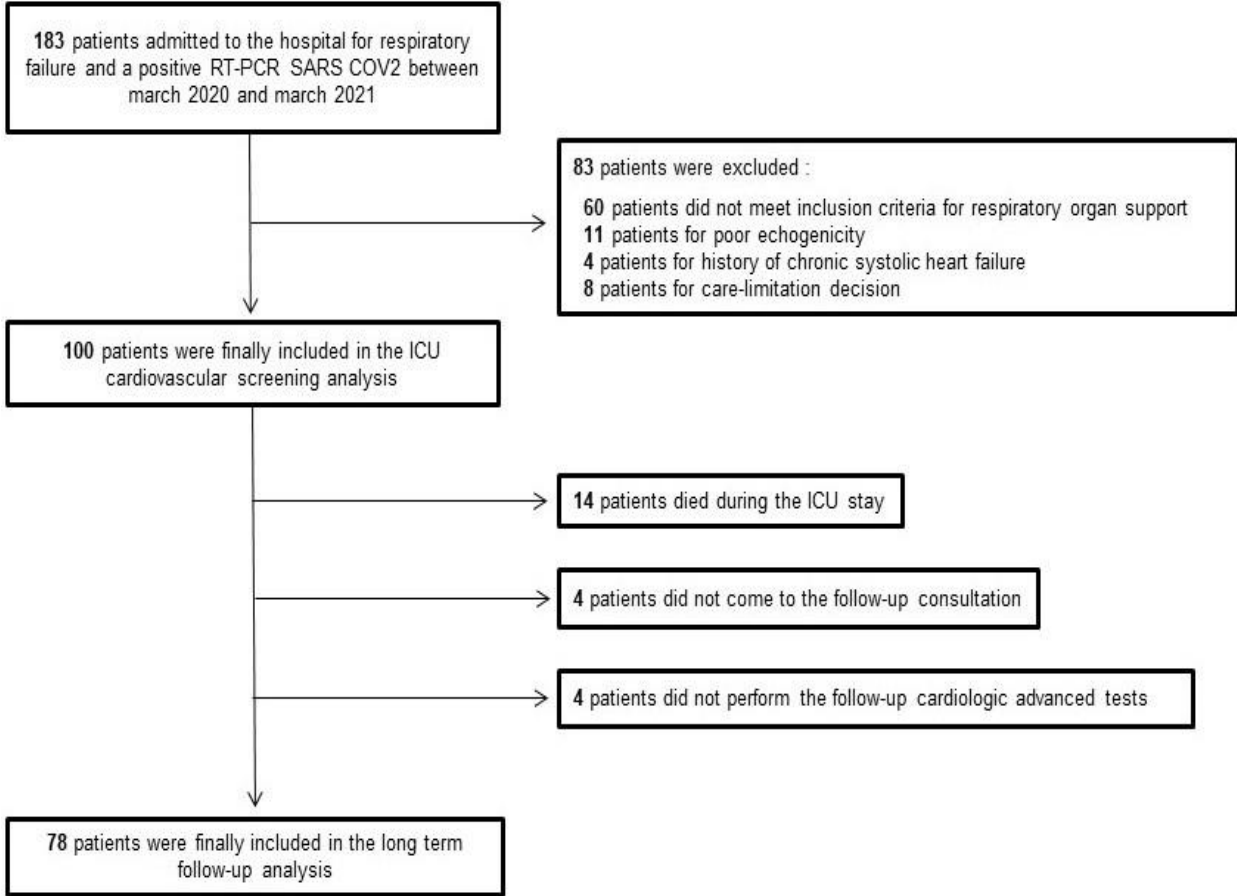 183 patients admitted to the hospital for respiratory
failure and a positive RT-PCR SARS COV2 between
march 2020 and march 2021
83 patients were excluded :
60 patients did not meet inclusion criteria for respiratory organ support
11 patients for poor echogenicity
4 patients for history of chronic systolic heart failure
8 patients for care-limitation decision
100 patients were finally included in the ICU
cardiovascular screening analysis
14 patients died during the ICU stay
4 patients did not come to the follow-up consultation
4 patients did not perform the follow-up cardiologic advanced tests
78 patients were finally included in the long term
follow-up analysis